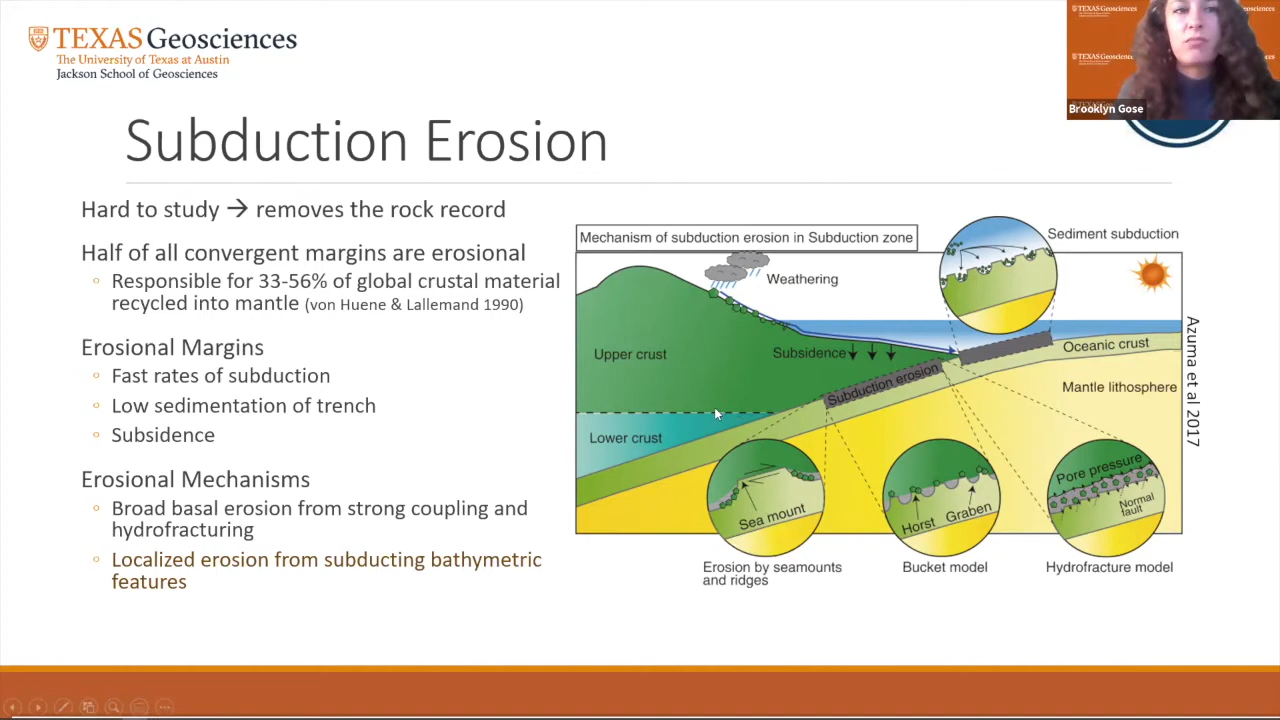 TEXAS Geosciences
The University of Texas at Austin
Jackson School of Geosciences
TEXAS Geosciences
TEXAS Geosciences
Brooklyn Gose
Subduction Erosion
Hard to study → removes the rock record
Half of all convergent margins are erosional
Responsible for 33-56% of global crustal material
recycled into mantle (von Huene & Lallemand 1990)
Erosional Margins
Fast rates of subduction
Low sedimentation of trench
Subsidence
Erosional Mechanisms
Broad basal erosion from strong coupling and
hydrofracturing
Localized erosion from subducting bathymetric
features
Mechanism of subduction erosion in Subduction zone
Sediment subduction
Weathering
Upper crust
Subsidence
Oceanic crust
Subduction erosion
Mantle lithosphere
Lower crust
Azuma et al 2017
Sea mount
Horst
Graben
Pore pressure
Normal
fault
Erosion by seamounts
and ridges
Bucket model
Hydrofracture model